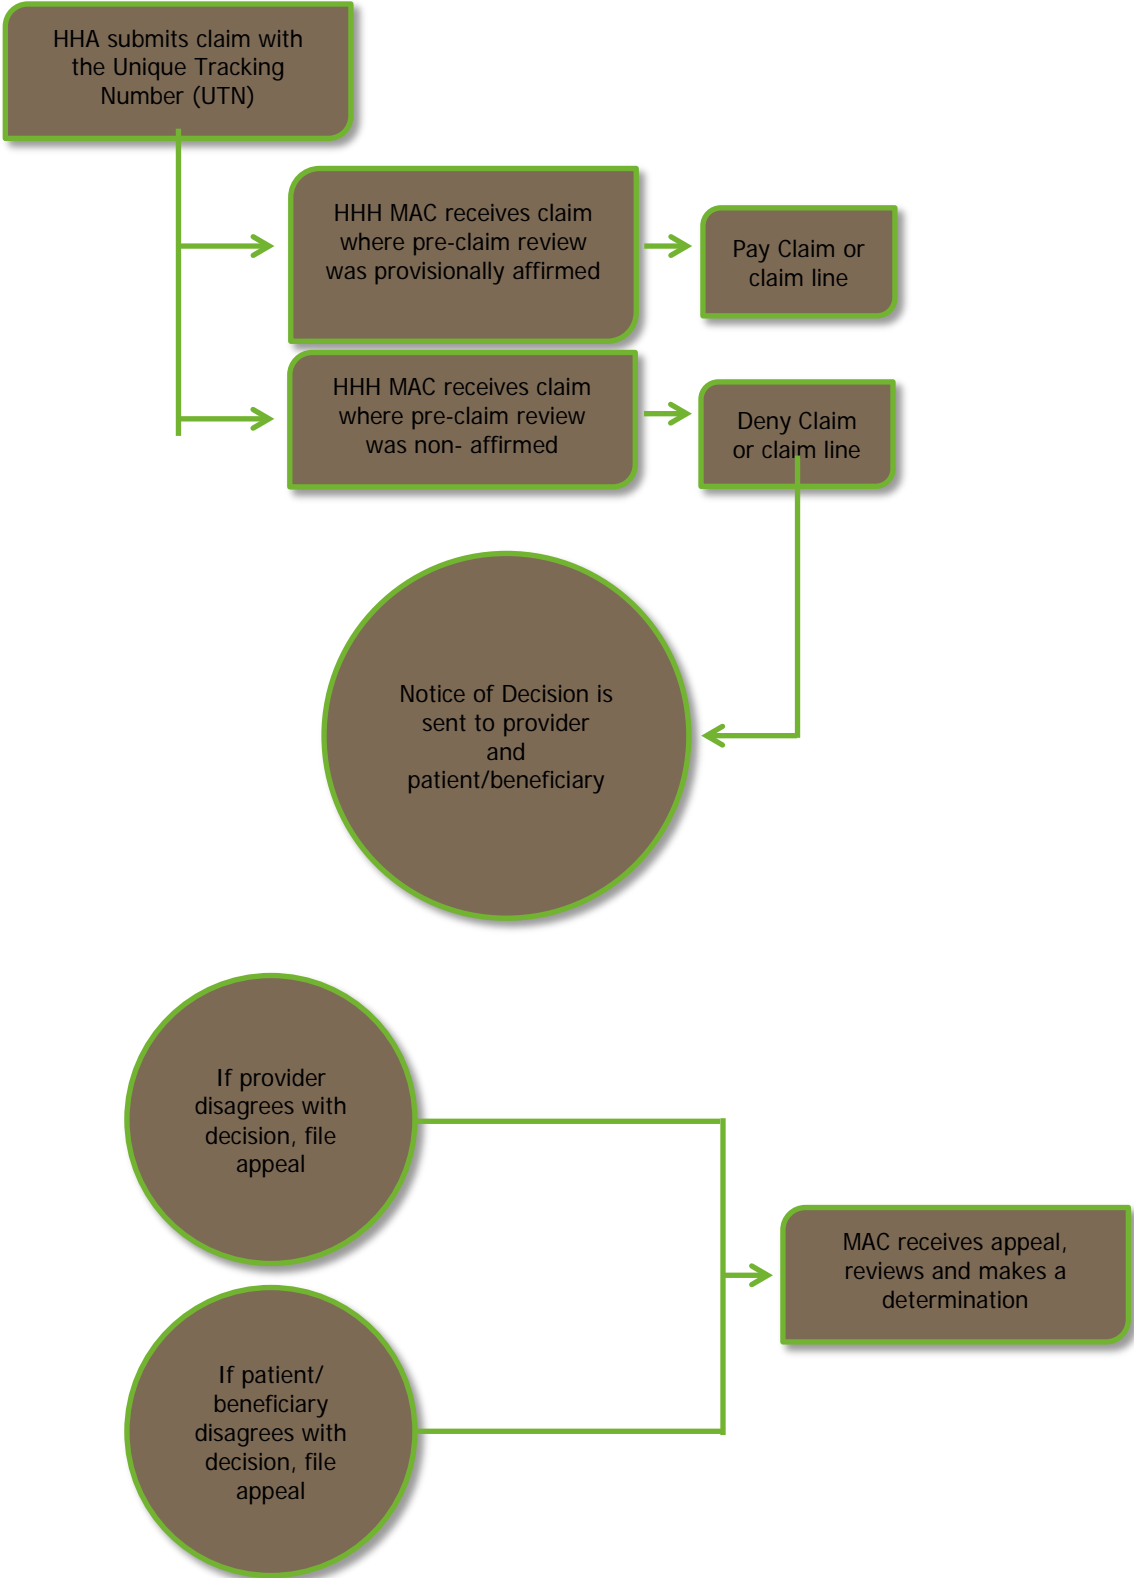 HHA submits claim with
the Unique Tracking
Number (UTN)
HHH MAC receives claim
where pre-claim review
was provisionally affirmed
Pay Claim or
claim line
HHH MAC receives claim
where pre-claim review
was non- affirmed
Deny Claim
or claim line
Notice of Decision is
sent to provider
and
patient/beneficiary
If provider
disagrees with
decision, file
appeal
MAC receives appeal,
reviews and makes a
determination
If patient/
beneficiary
disagrees with
decision, file
appeal